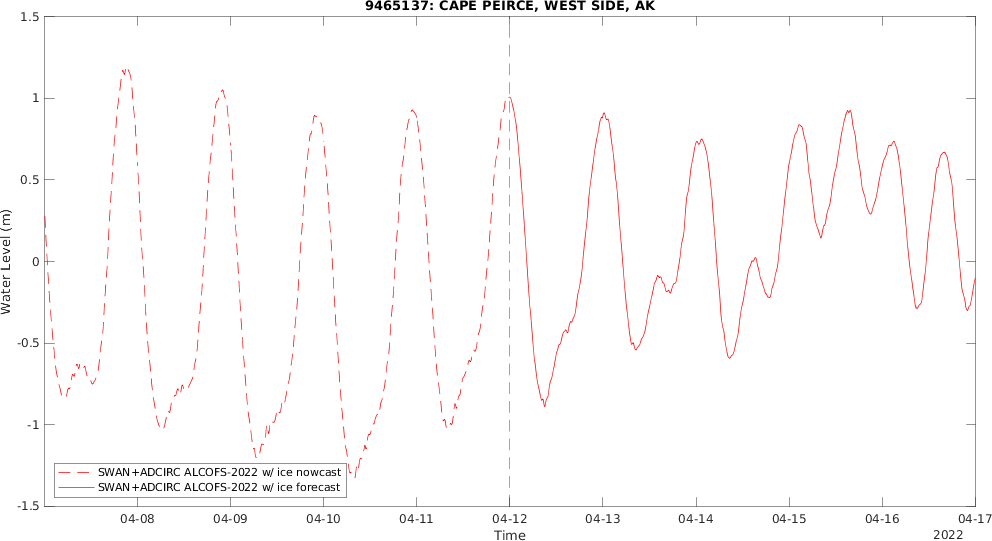 9465137: CAPE PEIRCE, WEST SIDE, AK
1.5
1
0.5
0
-0.5
-1
-1.5
Water Level (m)
SWAN+ADCIRC ALCOFS-2022 w/ ice nowcast
SWAN+ADCIRC ALCOFS-2022 w/ ice forecast
04-08 04-09 04-10 04-11 04-12 04-13 04-14 04-15 04-16 04-17
Time
2022